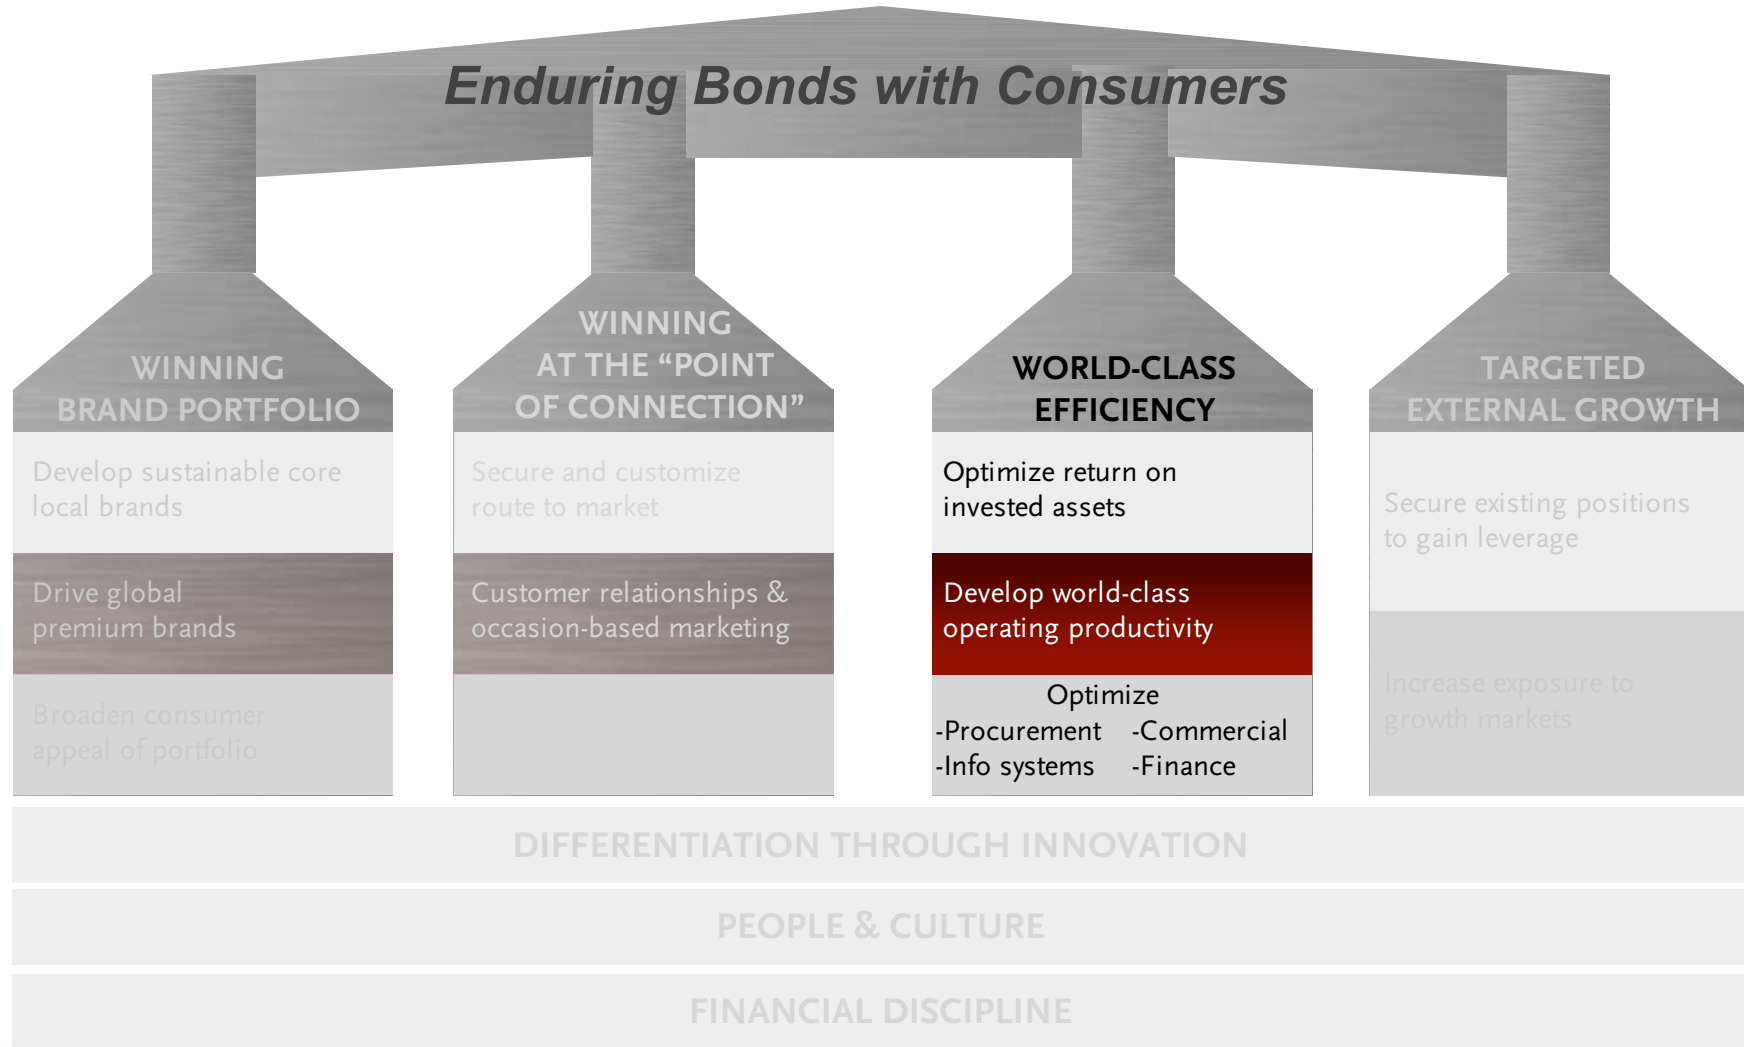 Enduring Bonds with Consumers
WINNING
BRAND PORTFOLIO
Develop sustainable core
local brands
Drive global
premium brands
Broaden consumer
appeal of portfolio
WINNING
AT THE “POINT
OF CONNECTION”
Secure and customize
route to market
Customer relationships &
occasion-based marketing
WORLD-CLASS
EFFICIENCY
Optimize return on
invested assets
Develop world-class
operating productivity
Optimize
-Procurement -Commercial
-Info systems -Finance
TARGETED
EXTERNAL GROWTH
Secure existing positions
to gain leverage
Increase exposure to
growth markets
DIFFERENTIATION THROUGH INNOVATION
PEOPLE & CULTURE
FINANCIAL DISCIPLINE